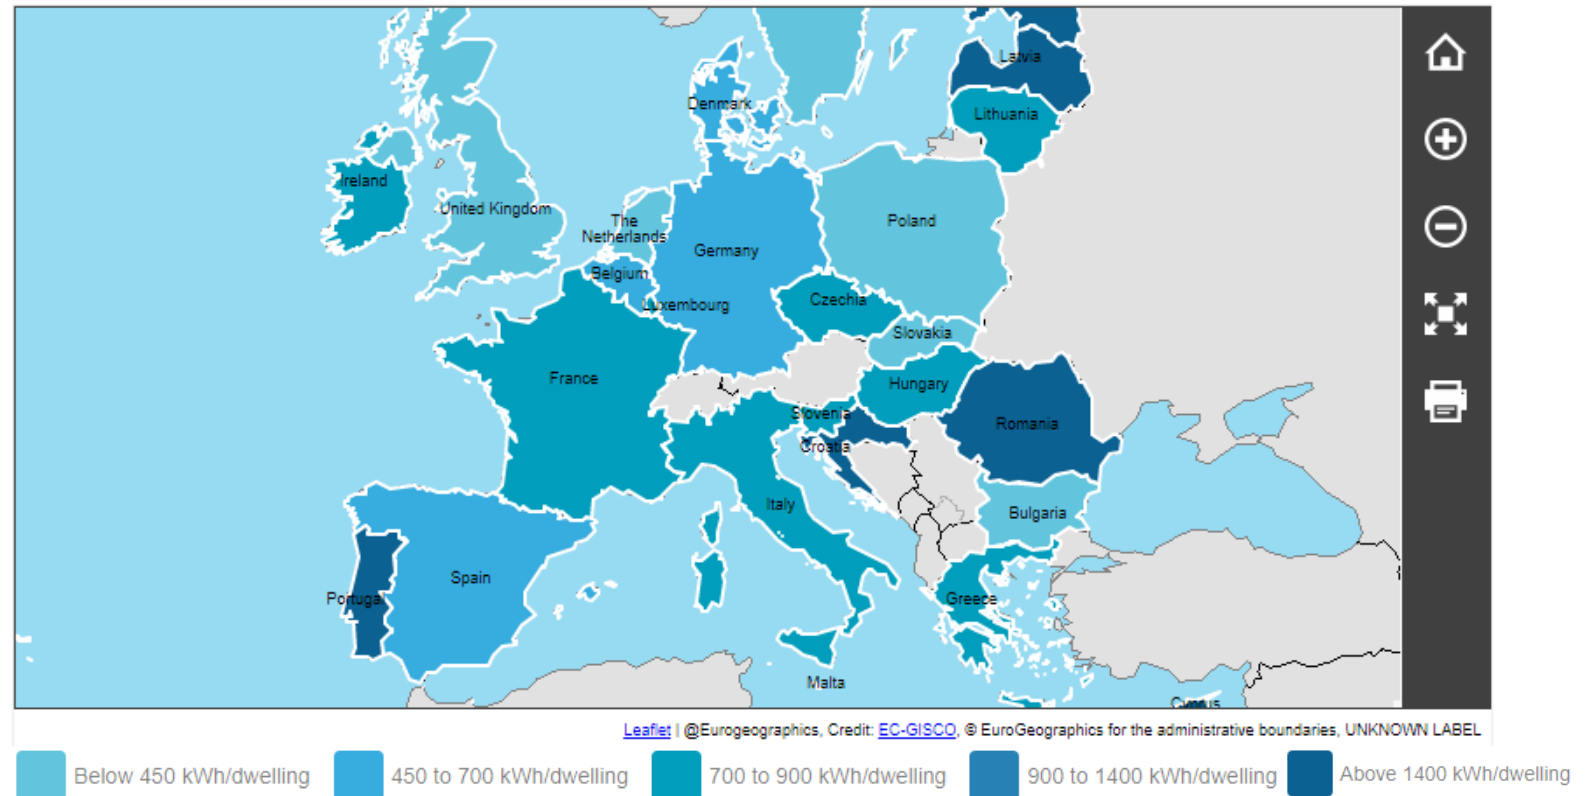 Latvia
Denmark
Lithuania
Ireland
United Kingdom
The
Netherlands
Poland
Germany
Belgium
Luxembourg
Czechia
Slovakia
France
Hungary
Slovenia
Romania
Croatia
Italy
Bulgaria
Spain
Portugal
Greece
Malta
Cyprus
Leaflet | @Eurogeographics, Credit: EC-GISCO, © EuroGeographics for the administrative boundaries, UNKNOWN LABEL
Below 450 kWh/dwelling 450 to 700 kWh/dwelling 700 to 900 kWh/dwelling 900 to 1400 kWh/dwelling Above 1400 kWh/dwelling